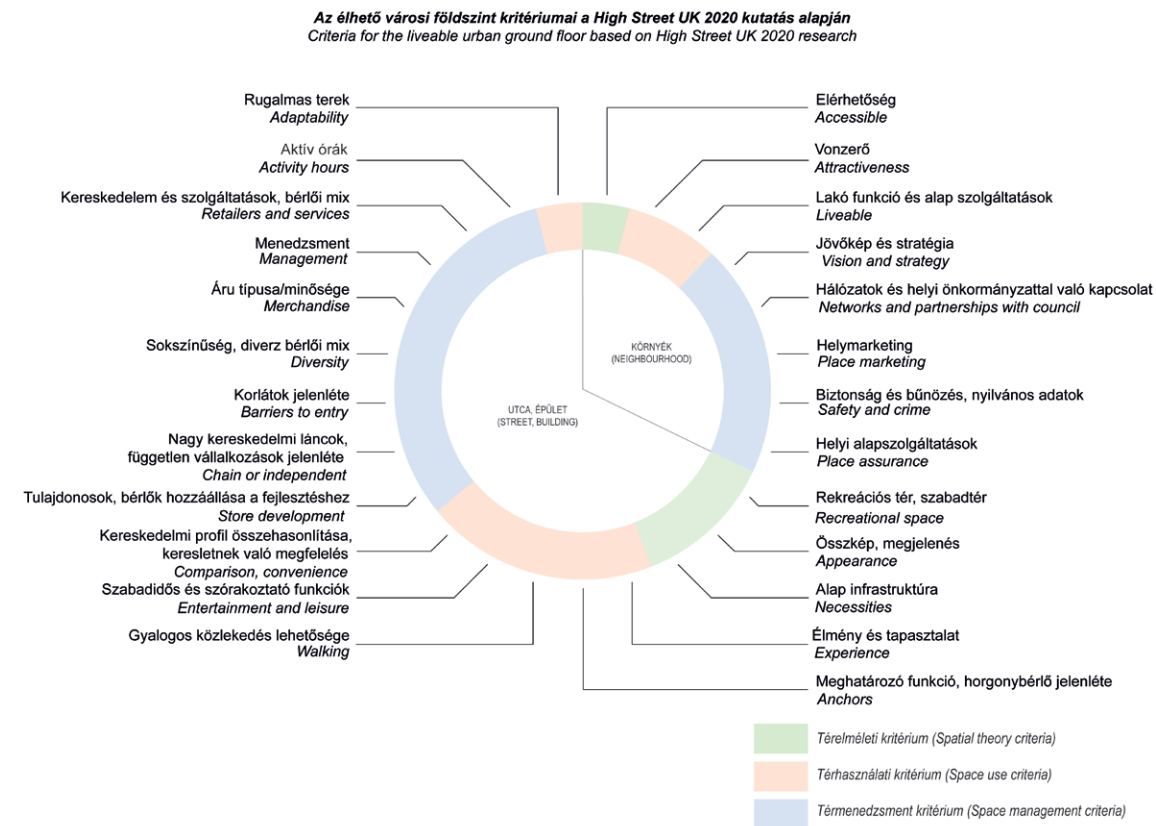 Az élhető városi földszint kritériumai a High Street UK 2020 kutatás alapján
Criteria for the liveable urban ground floor based on High Street UK 2020 research
Rugalmas terek
Adaptability
Aktív órák
Activity hours
Kereskedelem és szolgáltatások, bérlői mix
Retailers and services
Menedzsment
Management
Áru típusa/minősége
Merchandise
Sokszínűség, diverz bérlői mix
Diversity
Korlátok jelenléte
Barriers to entry
Nagy kereskedelmi láncok,
független vállalkozások jelenléte
Chain or independent
Tulajdonosok, bérlők hozzáállása a fejlesztéshez
Store development
Kereskedelmi profil összehasonlítása,
keresletnek való megfelelés
Comparison, convenience
Szabadidős és szórakoztató funkciók
Entertainment and leisure
Gyalogos közlekedés lehetősége
Walking
KÖRNYÉK
(NEIGHBOURHOOD)
UTCA, ÉPÜLET
(STREET, BUILDING)
Elérhetőség
Accessible
Vonzerő
Attractiveness
Lakó funkció és alap szolgáltatások
Liveable
Jövőkép és stratégia
Vision and strategy
Hálózatok és helyi önkormányzattal való kapcsolat
Networks and partnerships with council
Helymarketing
Place marketing
Biztonság és bűnözés, nyilvános adatok
Safety and crime
Helyi alapszolgáltatások
Place assurance
Rekreációs tér, szabadtér
Recreational space
Összkép, megjelenés
Appearance
Alap infrastruktúra
Necessities
Élmény és tapasztalat
Experience
Meghatározó funkció, horgonybérlő jelenléte
Anchors
Térelméleti kritérium (Spatial theory criteria)
Térhasználati kritérium (Space use criteria)
Térmenedzsment kritérium (Space management criteria)